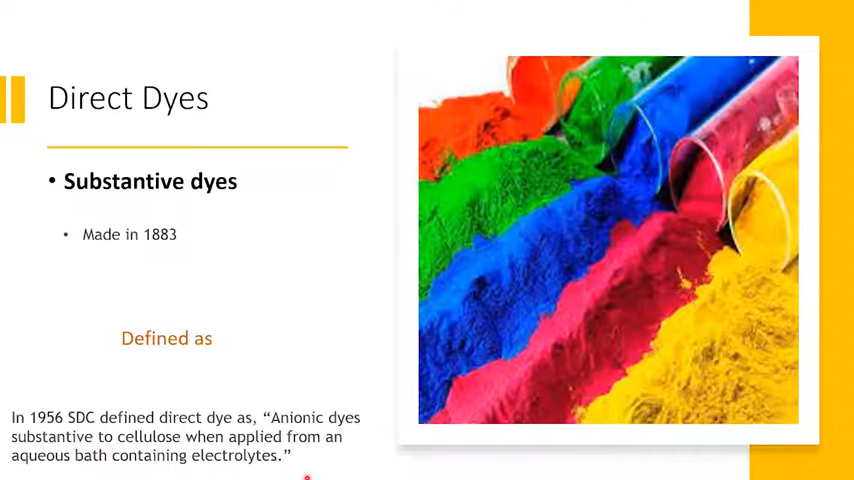 Direct Dyes
• Substantive dyes
• Made in 1883
Defined as
In 1956 SDC defined direct dye as, “Anionic dyes
substantive to cellulose when applied from an
aqueous bath containing electrolytes.”